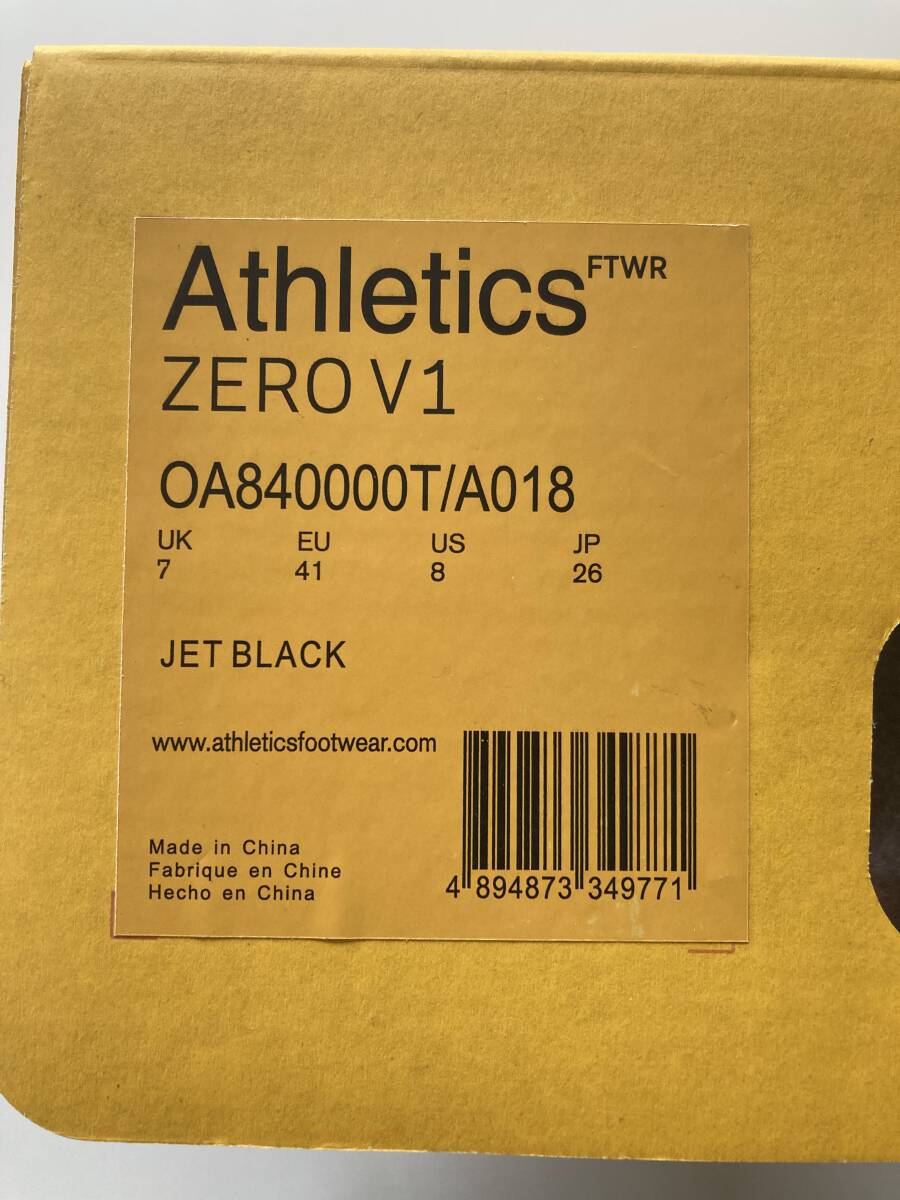 Athletics FTWR
ZERO V1
OA840000T/A018
UK EU US JP
7 41 8 26
JET BLACK
www.athleticsfootwear.com
Made in China
Fabrique en Chine
Hecho en China
4 894873 349771